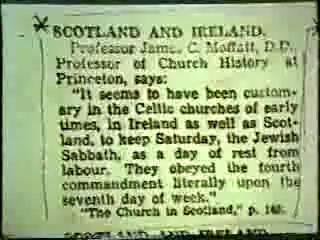 SCOTLAND AND IRELAND.
Professor James C. Moffatt, D.D.,
Professor of Church History at
Princeton, says:
"It seems to have been custom-
ary in the Celtic churches of early
times, in Ireland as well as Scot-
land, to keep Saturday, the Jewish
Sabbath, as a day of rest from
labour. They obeyed the fourth
commandment literally upon the
seventh day of week."
"The Church in Scotland," p. 140.
SCOTLAND AND IRELAND